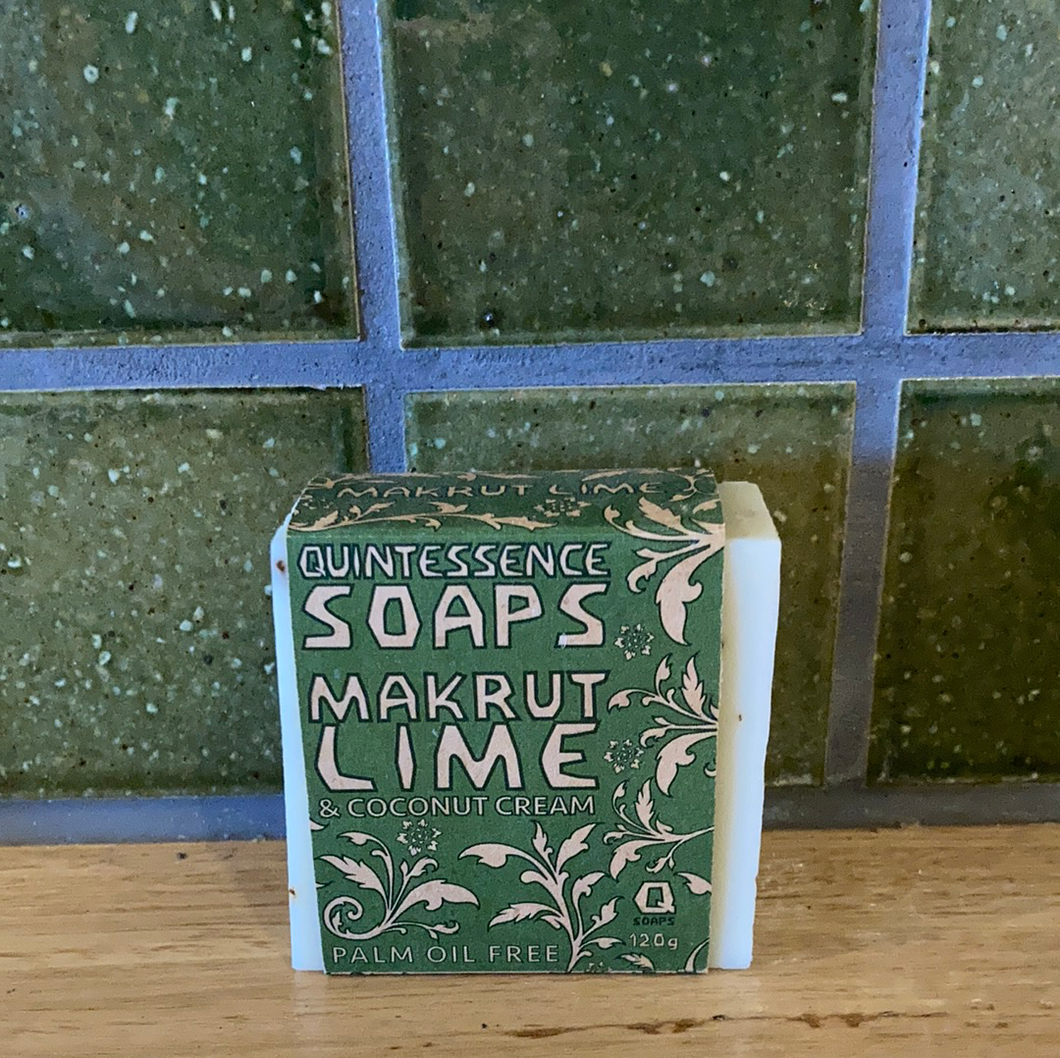 MAKRUT LIME
QUINTESSENCE
SOAPS
MAKRUT
LIME
& COCONUT CREAM
Q
SOAPS
120g
PALM OIL FREE